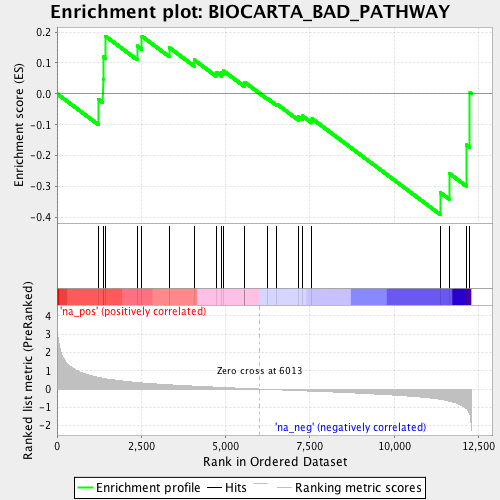 Enrichment plot: BIOCARTA_BAD_PATHWAY
Enrichment score (ES)
0.2
0.1
0.0
-0.1
-0.2
-0.3
-0.4
'na_pos' (positively correlated)
Ranked list metric (PreRanked)
4
3
2
1
0
-1
-2
Zero cross at 6013
'na_neg' (negatively correlated)
0
2,500
5,000
7,500
10,000
12,500
Rank in Ordered Dataset
Enrichment profile
Hits
Ranking metric scores